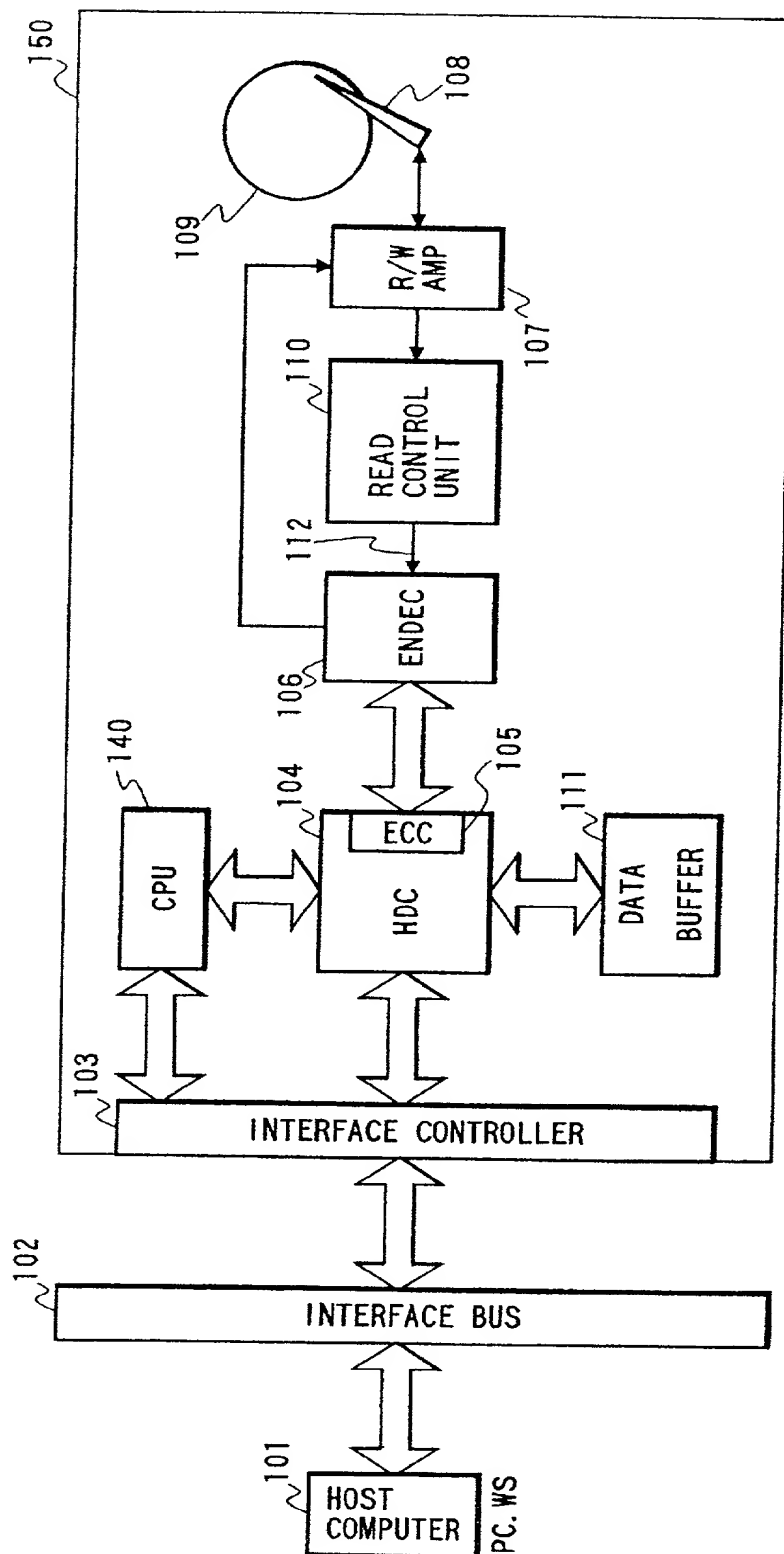 150
108
109
R/W
AMP
107
110
READ
CONTROL
UNIT
112
ENDEC
106
140
CPU
104
ECC
105
HDC
111
DATA
BUFFER
103
INTERFACE CONTROLLER
102
INTERFACE BUS
101
HOST
COMPUTER
PC.WS